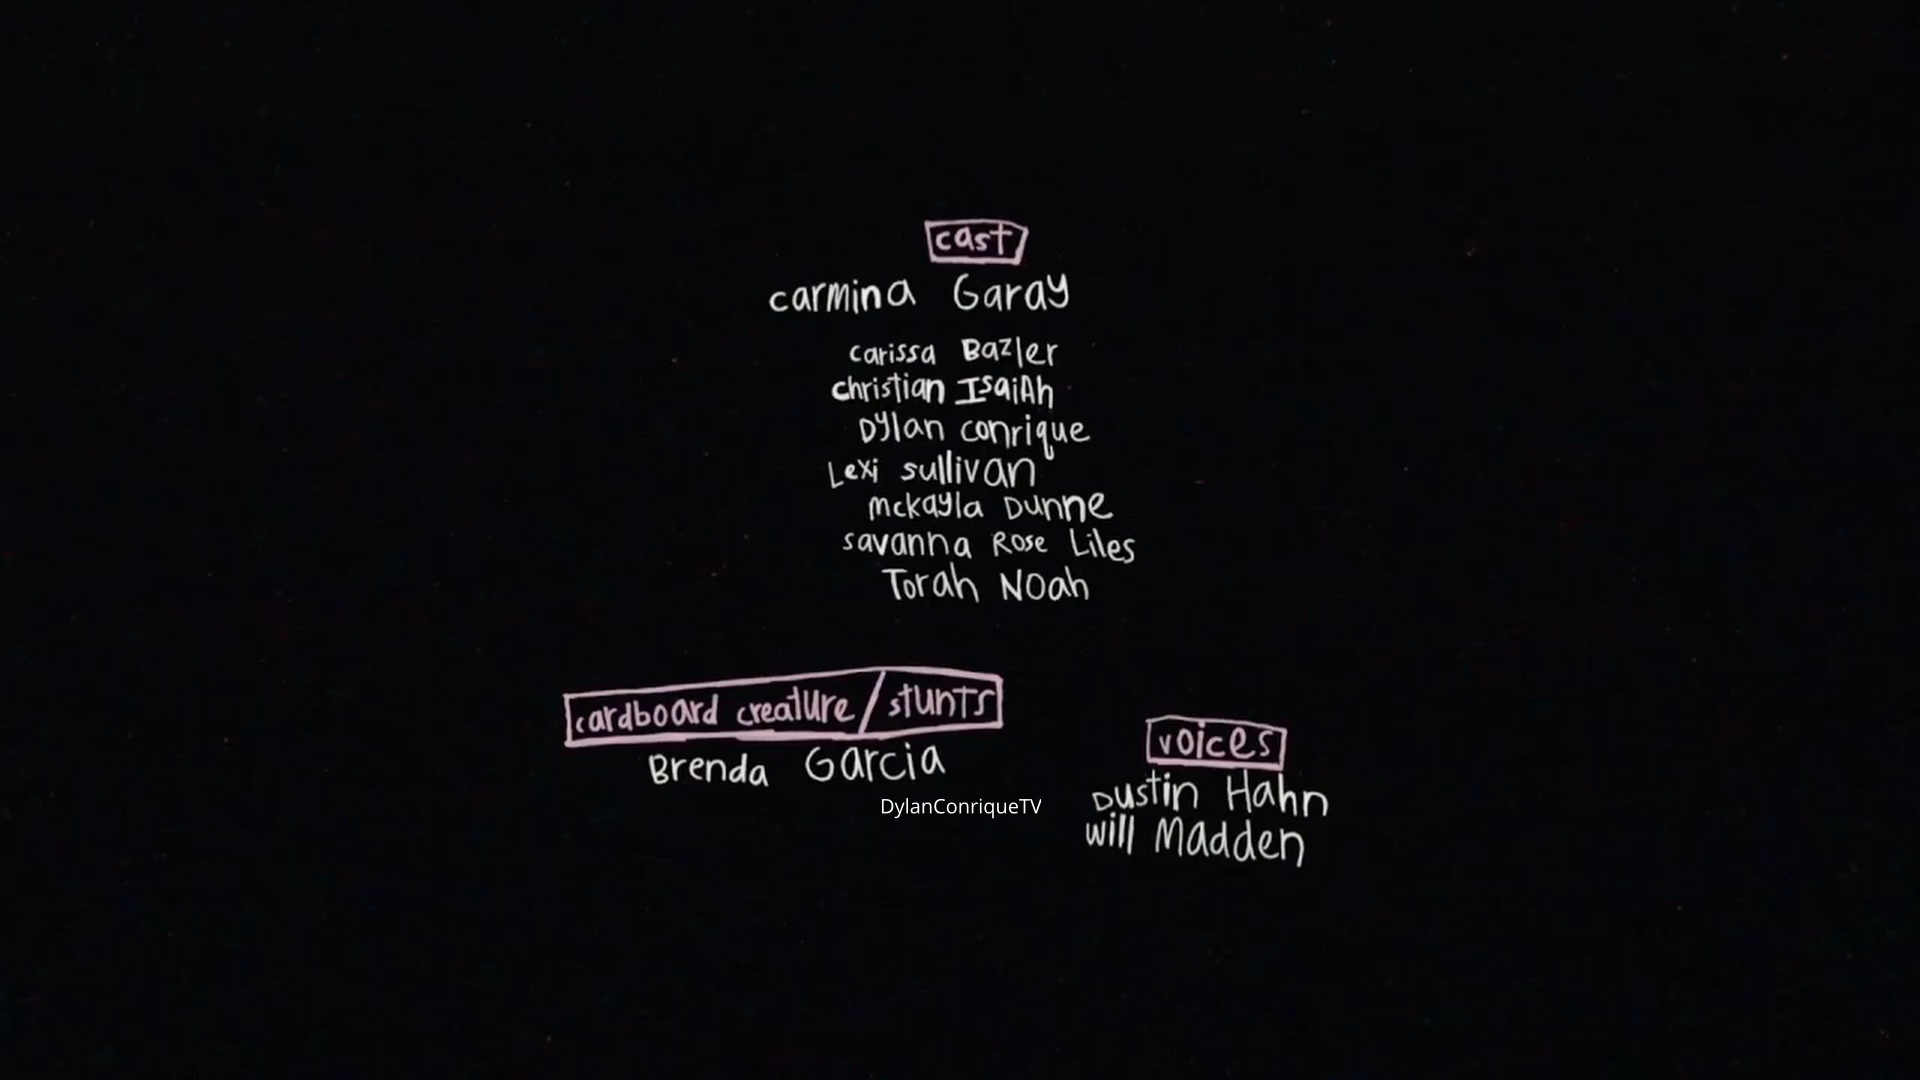 cast
carmina Garay
carissa Bazler
christian IsaiAh
Dylan conrique
Lexi sullivan
mckayla Dunne
savanna Rose Liles
Torah NOah
cardboard creature/stunts
Brenda Garcia
DylanConriqueTV
voices
Dustin Hahn
will Madden